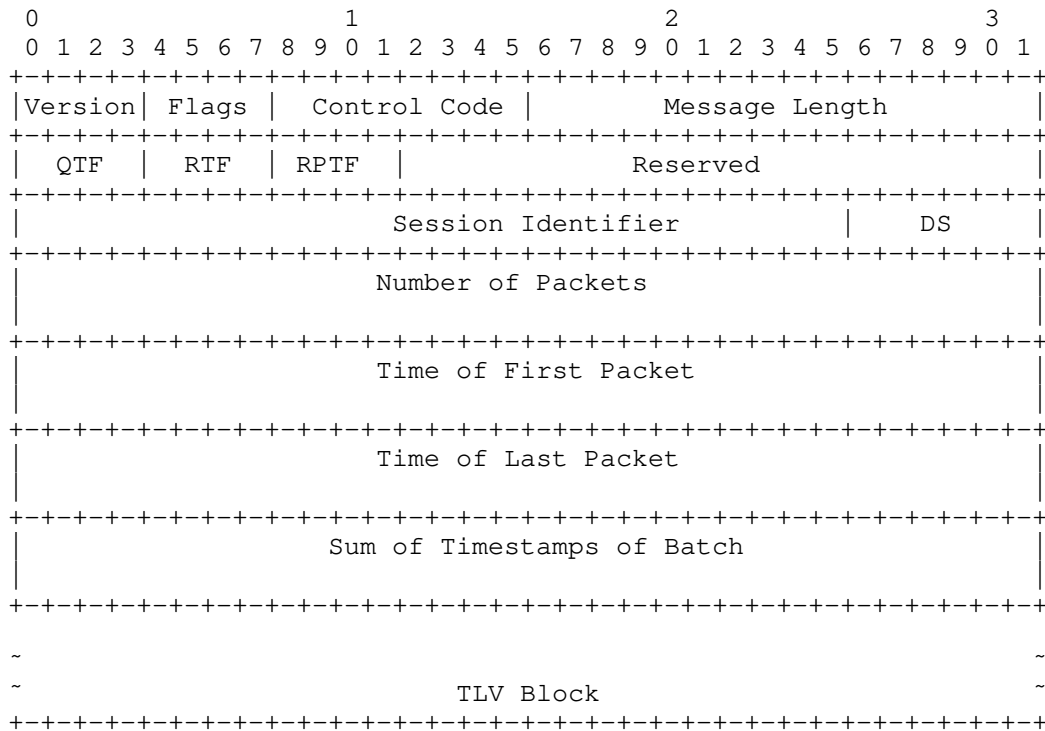 0                   1                   2                   3
 0 1 2 3 4 5 6 7 8 9 0 1 2 3 4 5 6 7 8 9 0 1 2 3 4 5 6 7 8 9 0 1
+-+-+-+-+-+-+-+-+-+-+-+-+-+-+-+-+-+-+-+-+-+-+-+-+-+-+-+-+-+-+-+-+
|Version| Flags |  Control Code |        Message Length         |
+-+-+-+-+-+-+-+-+-+-+-+-+-+-+-+-+-+-+-+-+-+-+-+-+-+-+-+-+-+-+-+-+
|  QTF  |  RTF  | RPTF  |              Reserved                 |
+-+-+-+-+-+-+-+-+-+-+-+-+-+-+-+-+-+-+-+-+-+-+-+-+-+-+-+-+-+-+-+-+
|                       Session Identifier          |    DS     |
+-+-+-+-+-+-+-+-+-+-+-+-+-+-+-+-+-+-+-+-+-+-+-+-+-+-+-+-+-+-+-+-+
|                      Number of Packets                        |
|                                                               |
+-+-+-+-+-+-+-+-+-+-+-+-+-+-+-+-+-+-+-+-+-+-+-+-+-+-+-+-+-+-+-+-+
|                      Time of First Packet                     |
|                                                               |
+-+-+-+-+-+-+-+-+-+-+-+-+-+-+-+-+-+-+-+-+-+-+-+-+-+-+-+-+-+-+-+-+
|                      Time of Last Packet                      |
|                                                               |
+-+-+-+-+-+-+-+-+-+-+-+-+-+-+-+-+-+-+-+-+-+-+-+-+-+-+-+-+-+-+-+-+
|                   Sum of Timestamps of Batch                  |
|                                                               |
+-+-+-+-+-+-+-+-+-+-+-+-+-+-+-+-+-+-+-+-+-+-+-+-+-+-+-+-+-+-+-+-+
~                                                               ~
~                           TLV Block                           ~
+-+-+-+-+-+-+-+-+-+-+-+-+-+-+-+-+-+-+-+-+-+-+-+-+-+-+-+-+-+-+-+-+